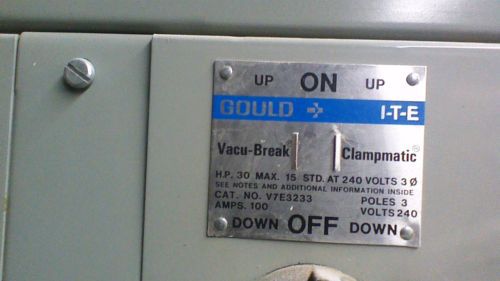 UP ON UP
GOULD I-T-E
Vacu-Break Clampmatic®
H.P. 30 MAX. 15 STD. AT 240 VOLTS 3 Ø
SEE NOTES AND ADDITIONAL INFORMATION INSIDE
CAT. NO. V7E3233 POLES 3
AMPS. 100 VOLTS 240
DOWN OFF DOWN